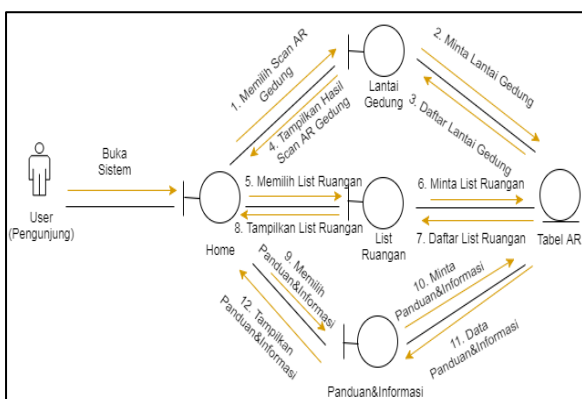 1. Memilih Scan AR
Gedung
4. Tampilkan Hasil
Scan AR Gedung
Lantai
Gedung
2. Minta Lantai Gedung
3. Daftar Lantai Gedung
Buka
Sistem
User
(Pengunjung)
Home
5. Memilih List Ruangan
8. Tampilkan List Ruangan
List
Ruangan
6. Minta List Ruangan
7. Daftar List Ruangan
Tabel AR
9. Memilih
Panduan&Informasi
12. Tampilkan
Panduan&Informasi
10. Minta
Panduan&Informasi
11. Data
Panduan&Informasi
Panduan&Informasi